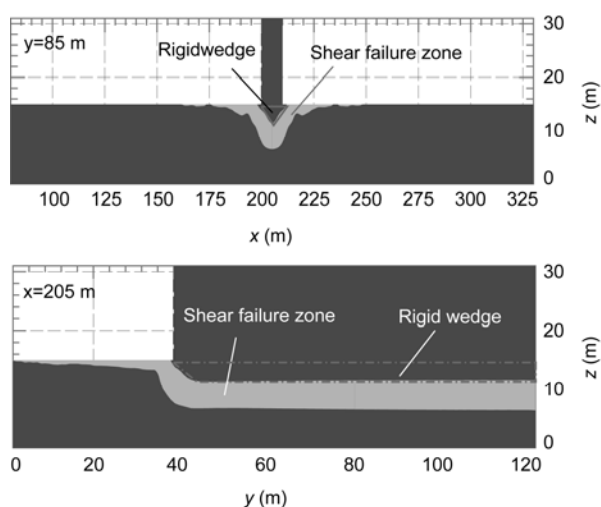 y=85 m
Rigidwedge
Shear failure zone
30
20
10
0
z (m)
100 125 150 175 200 225 250 275 300 325
x (m)
x=205 m
Shear failure zone
Rigid wedge
30
20
10
0
z (m)
0 20 40 60 80 100 120
y (m)